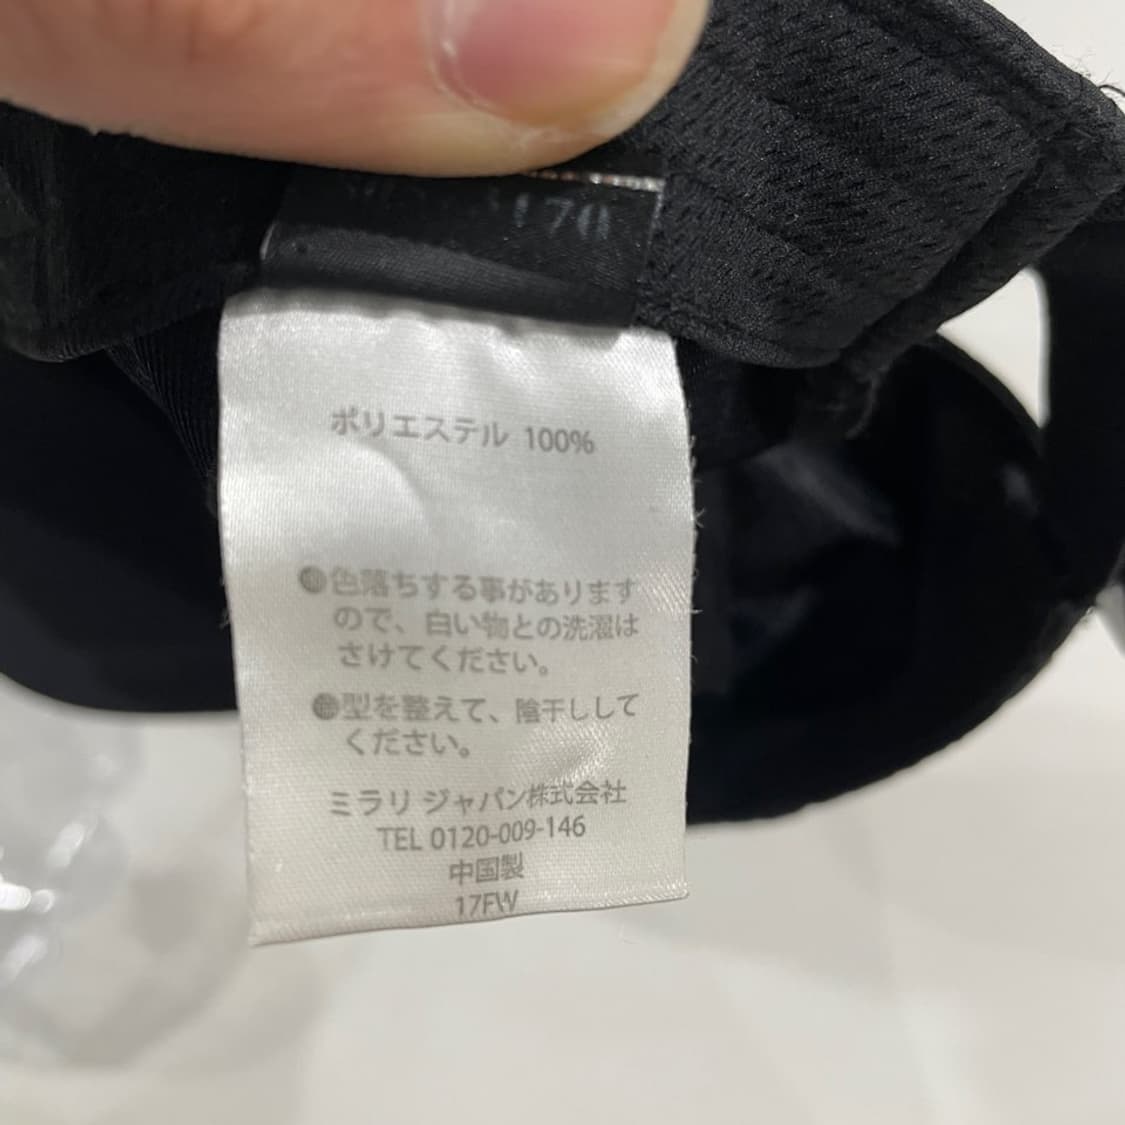 170
ポリエステル 100%
●色落ちする事があります
ので、白い物との洗濯は
さけてください。
●型を整えて、陰干しして
ください。
ミラリ ジャパン株式会社
TEL 0120-009-146
中国製
17FW